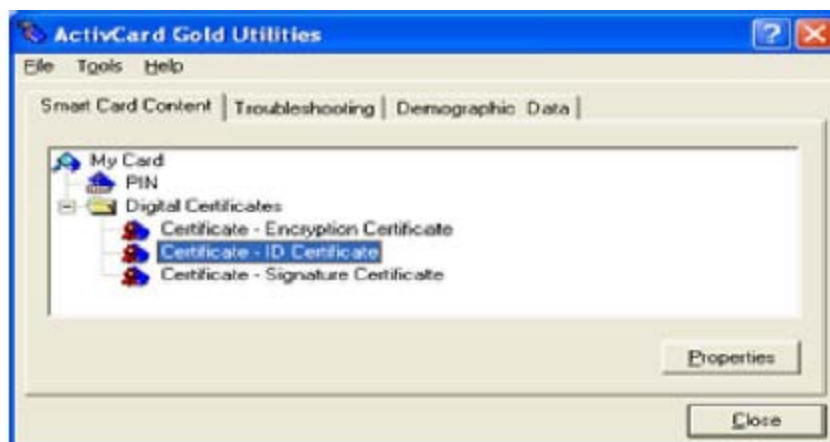 ActivCard Gold Utilities
File Tools Help
Smart Card Content Troubleshooting Demographic Data
My Card
PIN
Digital Certificates
Certificate - Encryption Certificate
Certificate - ID Certificate
Certificate - Signature Certificate
Properties
Close